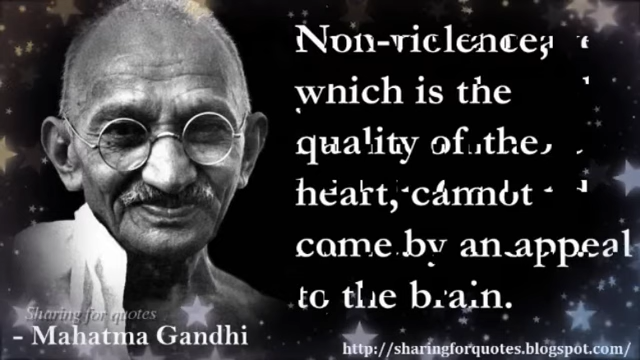 Non-violence,
which is the
quality of the
heart, cannot
come by an appeal
to the brain.
Sharing for quotes
- Mahatma Gandhi
http://sharingforquotes.blogspot.com/